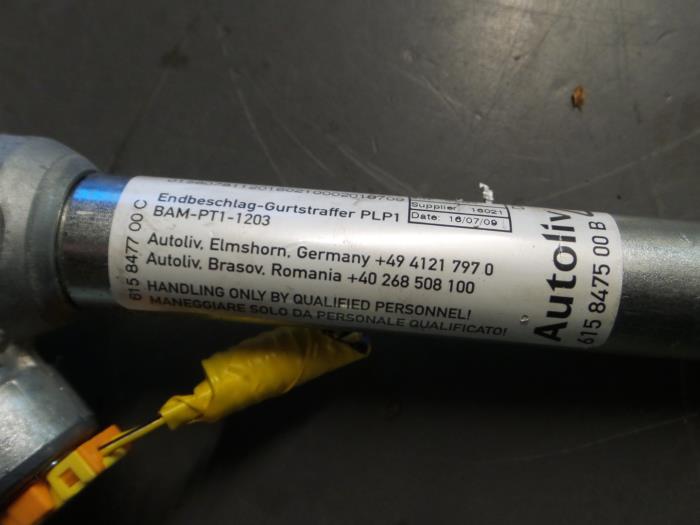 Endbeschlag-Gurtstraffer PLP1
BAM-PT1-1203
Supplier 16021
Date: 16/07/09
Autoliv, Elmshorn, Germany +49 4121 797 0
Autoliv, Brasov, Romania +40 268 508 100
HANDLING ONLY BY QUALIFIED PERSONNEL!
MANEGGIARE SOLO DA PERSONALE QUALIFICATO!
615 8477 00 C
Autoliv
615 8475 00 B